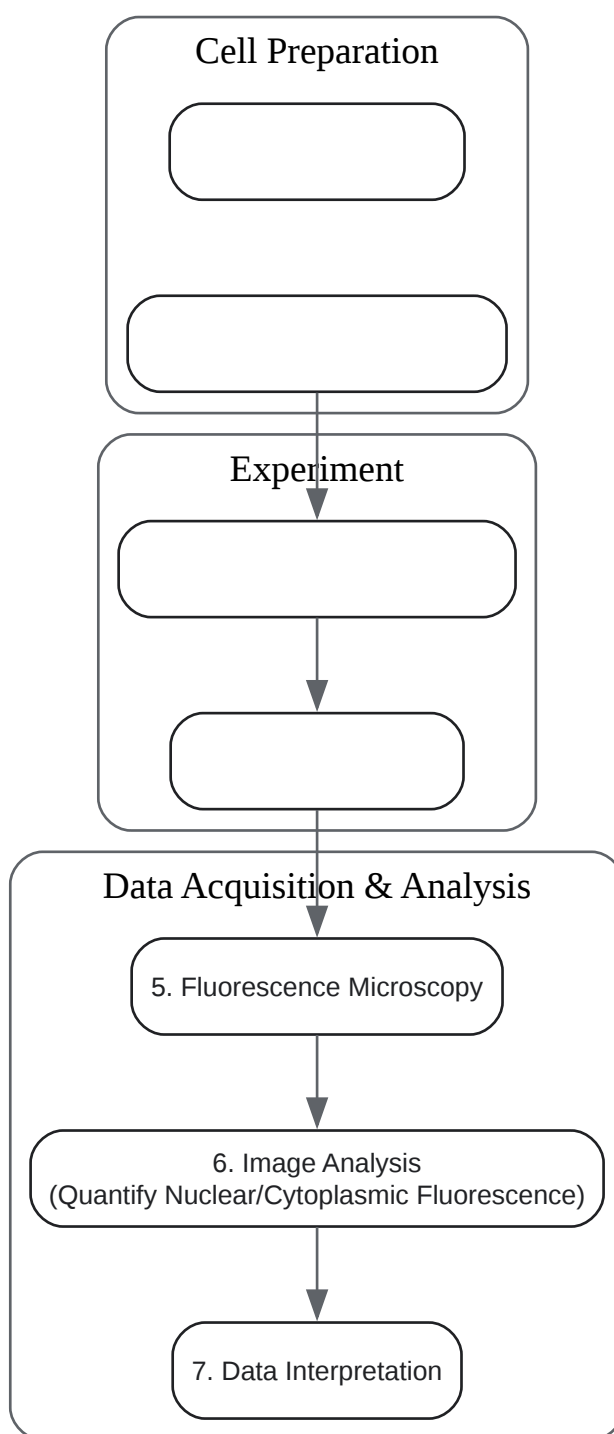 Cell Preparation
Experiment
Data Acquisition & Analysis
5. Fluorescence Microscopy
6. Image Analysis
(Quantify Nuclear/Cytoplasmic Fluorescence)
7. Data Interpretation